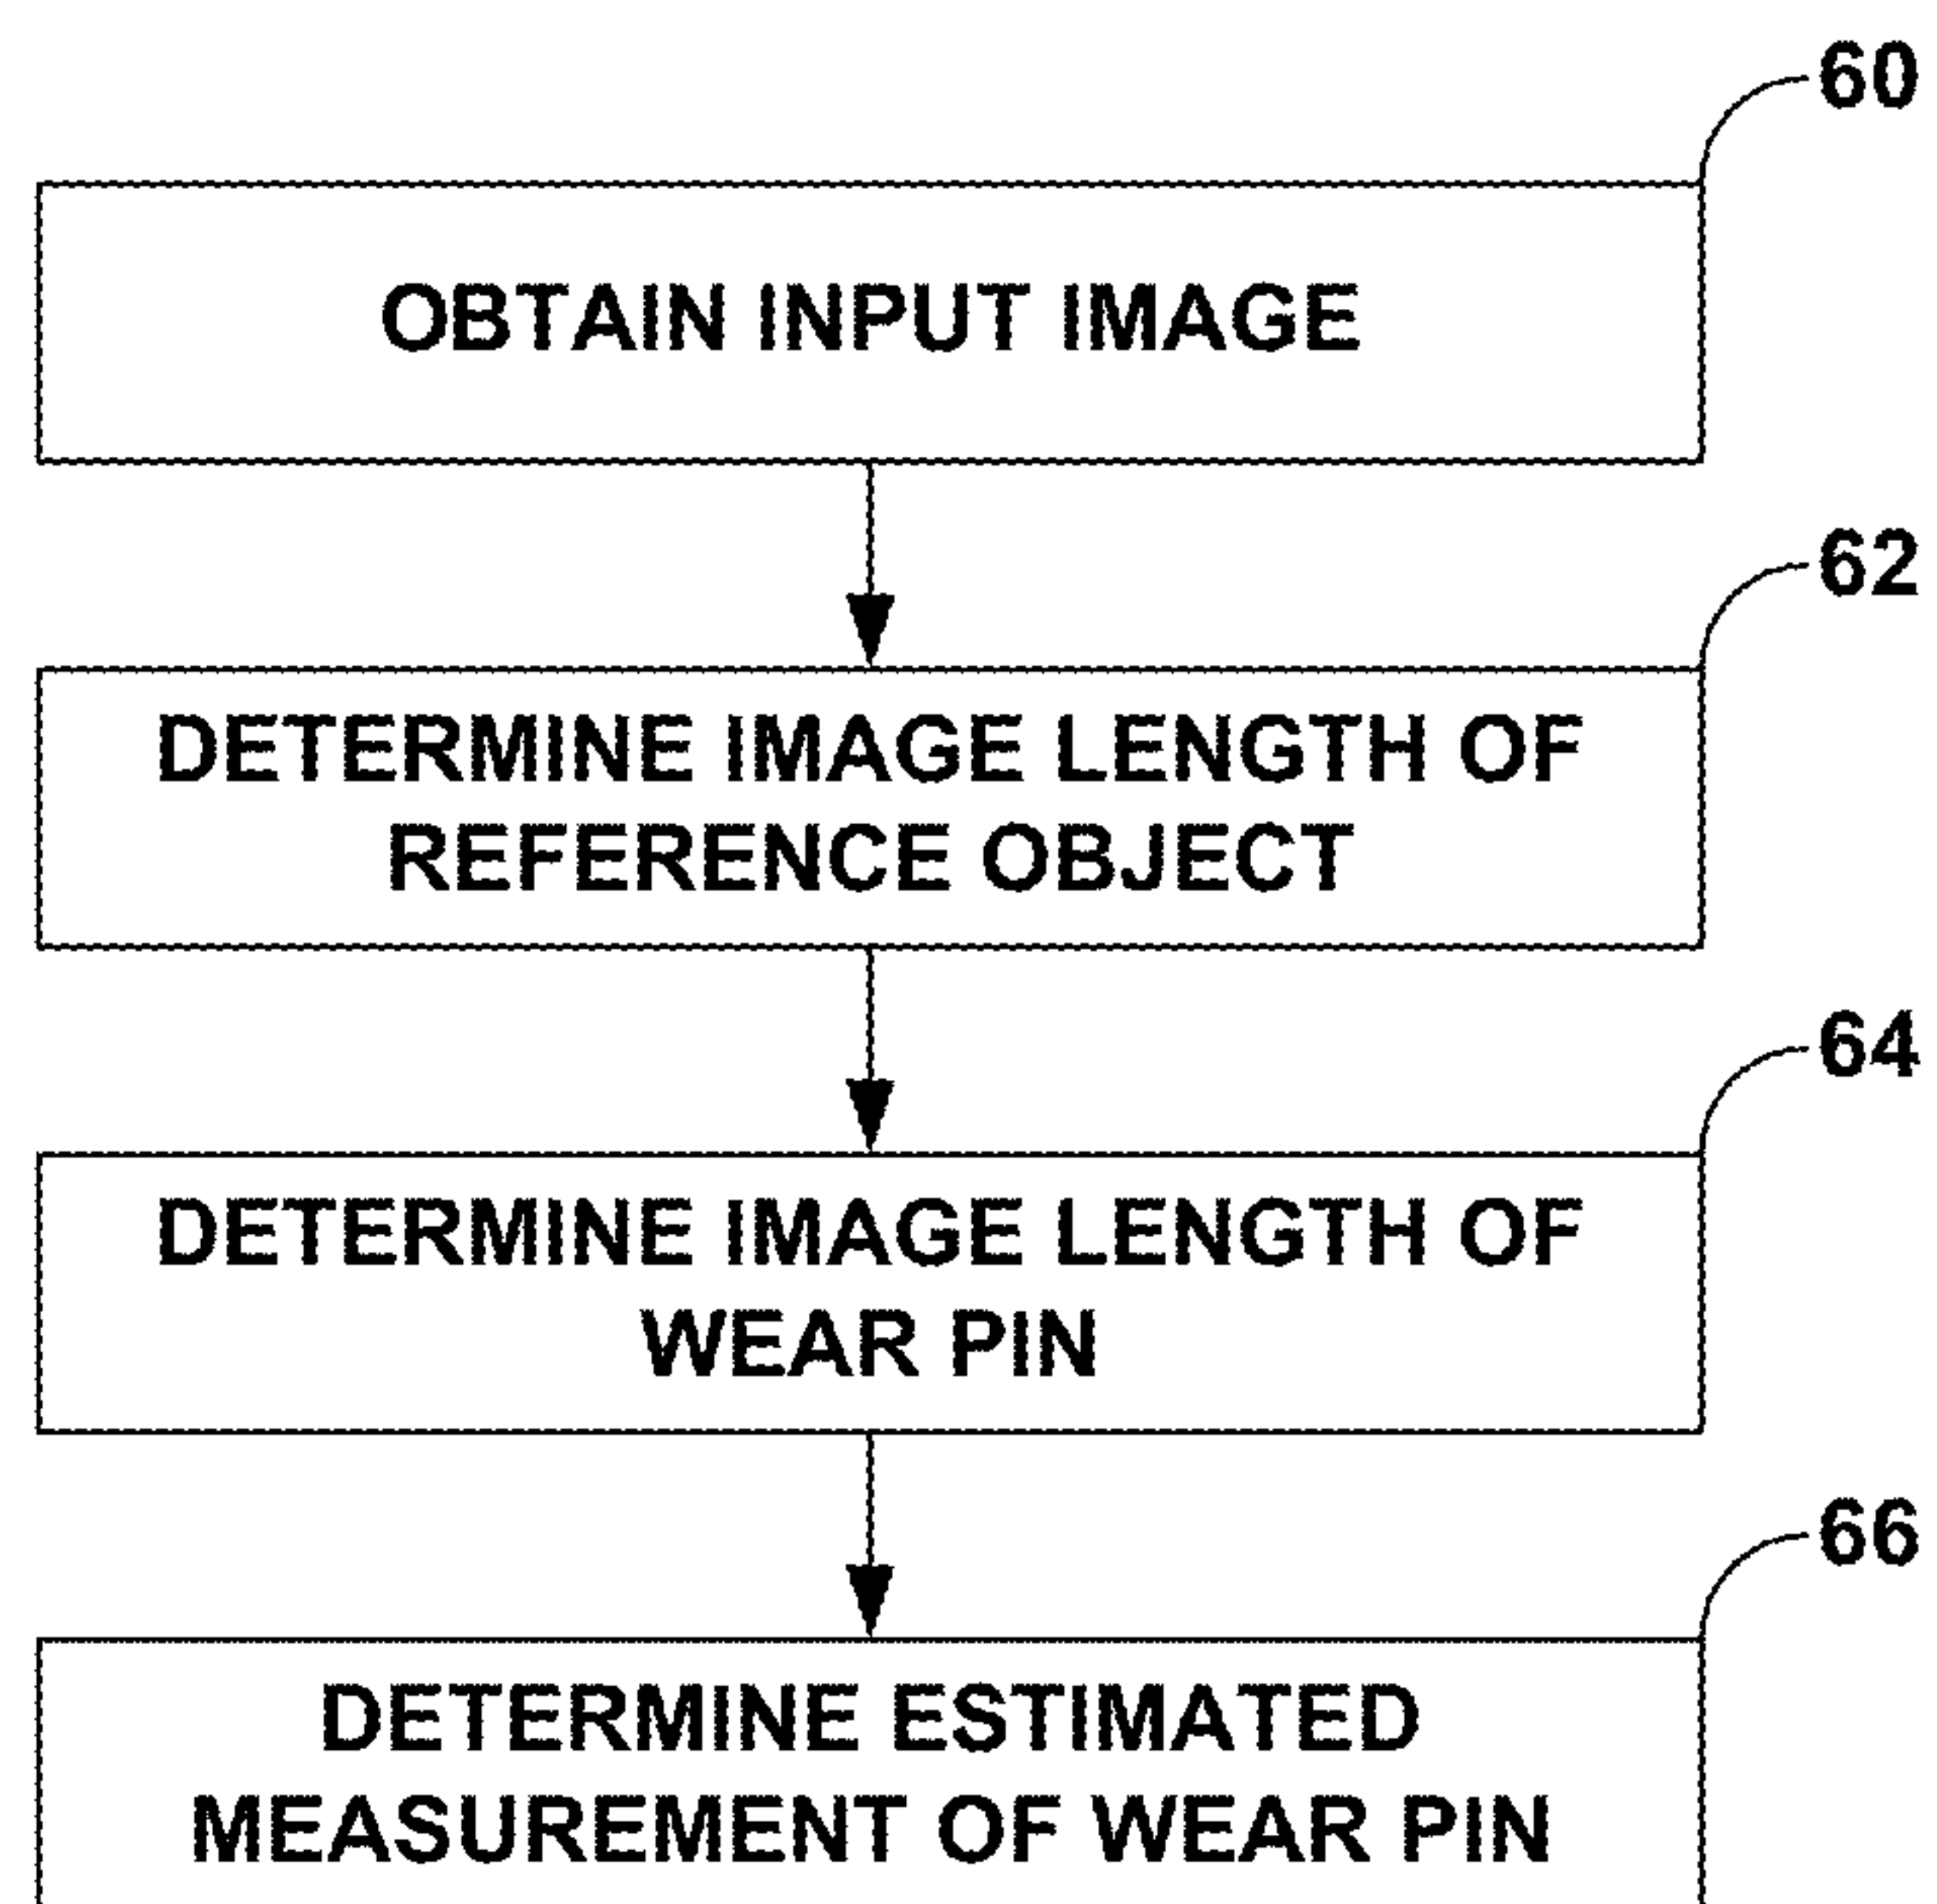 60
OBTAIN INPUT IMAGE
62
DETERMINE IMAGE LENGTH OF
REFERENCE OBJECT
64
DETERMINE IMAGE LENGTH OF
WEAR PIN
66
DETERMINE ESTIMATED
MEASUREMENT OF WEAR PIN